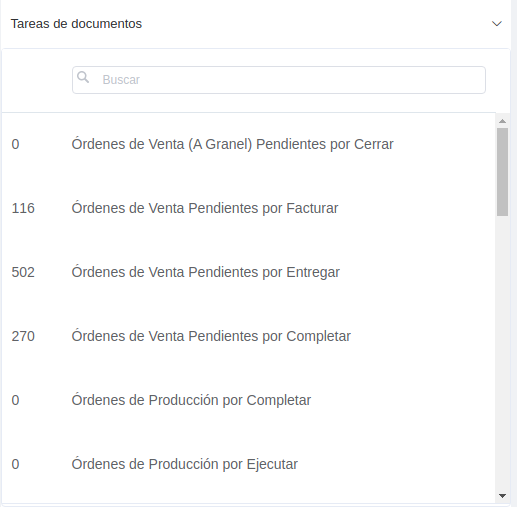 Tareas de documentos
Buscar
0 Órdenes de Venta (A Granel) Pendientes por Cerrar
116 Órdenes de Venta Pendientes por Facturar
502 Órdenes de Venta Pendientes por Entregar
270 Órdenes de Venta Pendientes por Completar
0 Órdenes de Producción por Completar
0 Órdenes de Producción por Ejecutar